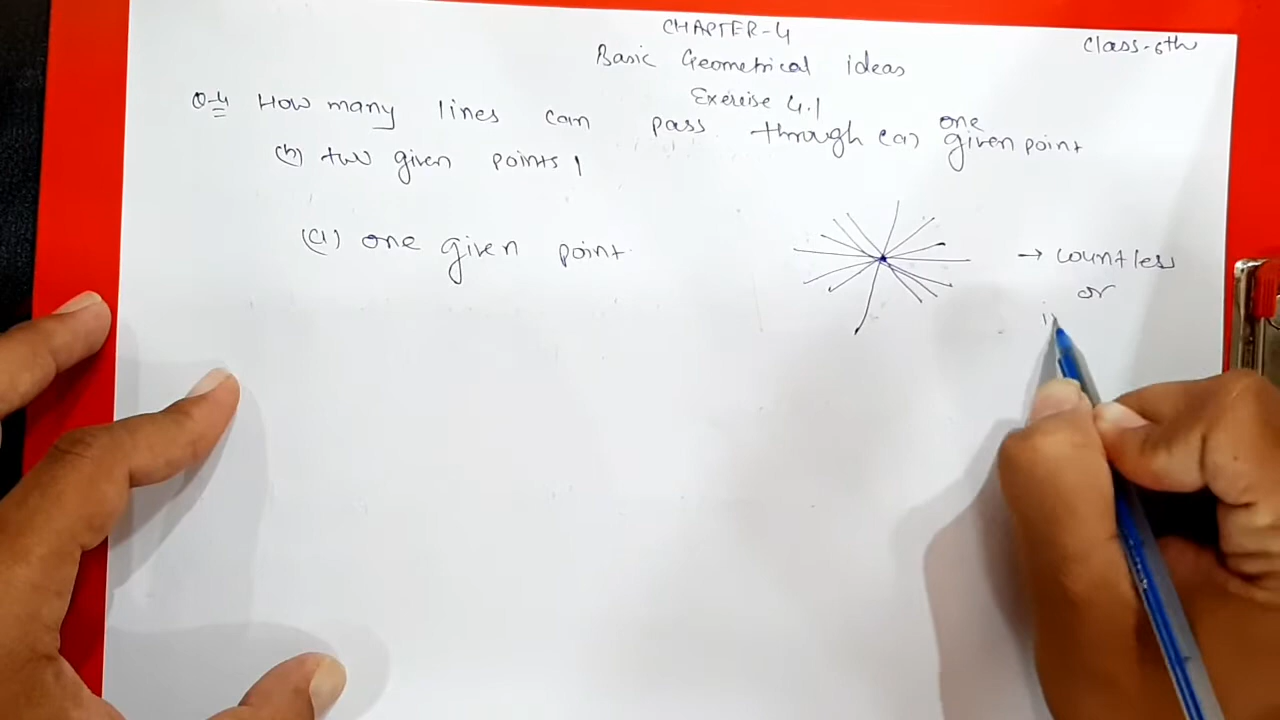 CHAPTER-4
Class-6th
Basic Geometrical ideas
Exercise 4.1
Q-4 How many lines can pass through (a) one given point
(b) two given points
(a) one given point.
→ countless
or